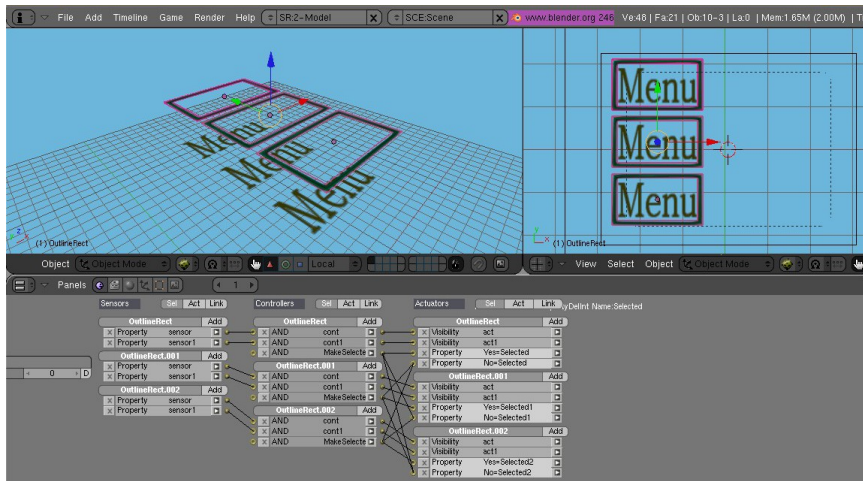 File Add Timeline Game Render Help SR:2-Model X SCE:Scene X www.blender.org 246 Ve:48 | Fa:21 | Ob:10-3 | La:0 | Mem:1.65M (2.00M) |
Menu
Menu
Menu
(1) OutlineRect
Menu
Menu
Menu
(1) OutlineRect
Object Object Mode Local
View Select Object Object Mode
Panels 1
Sensors Sel Act Link Controllers Sel Act Link Actuators Sel Act Link Name:Selected
OutlineRect Add OutlineRect Add OutlineRect Add
X Property sensor X AND cont X Visibility act
X Property sensor1 X AND cont1 X Visibility act1
X AND MakeSelecte X Property Yes=Selected
X Property No=Selected
OutlineRect.001 Add OutlineRect.001 Add OutlineRect.001 Add
X Property sensor X AND cont X Visibility act
X Property sensor1 X AND cont1 X Visibility act1
X AND MakeSelecte X Property Yes=Selected1
X Property No=Selected1
OutlineRect.002 Add OutlineRect.002 Add OutlineRect.002 Add
X Property sensor X AND cont X Visibility act
X Property sensor1 X AND cont1 X Visibility act1
X AND MakeSelecte X Property Yes=Selected2
X Property No=Selected2
0 D